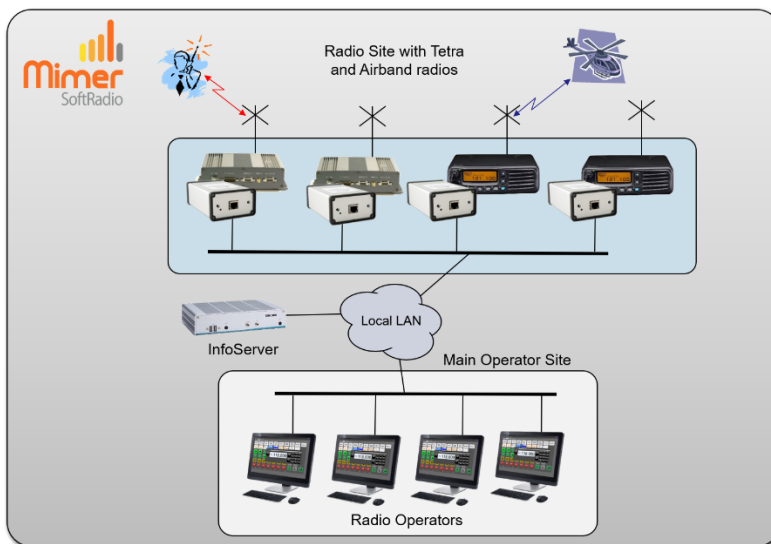 Mimer
SoftRadio
Radio Site with Tetra
and Airband radios
Local LAN
InfoServer
Main Operator Site
Radio Operators